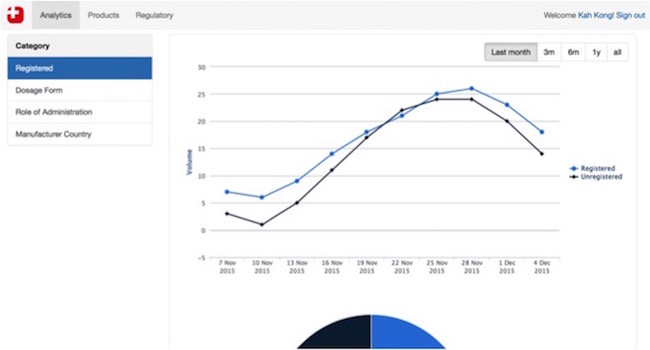 Analytics
Products
Regulatory
Welcome Kah Kong! Sign out
Category
Registered
Dosage Form
Role of Administration
Manufacturer Country
Last month
3m
6m
1y
all
30
25
20
15
10
5
0
-5
Volume
7 Nov
2015
10 Nov
2015
13 Nov
2015
16 Nov
2015
19 Nov
2015
22 Nov
2015
25 Nov
2015
28 Nov
2015
1 Dec
2015
4 Dec
2015
Registered
Unregistered